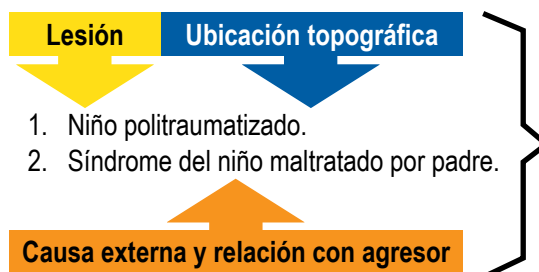 Lesión Ubicación topográfica
1. Niño politraumatizado.
2. Síndrome del niño maltratado por padre.
Causa externa y relación con agresor